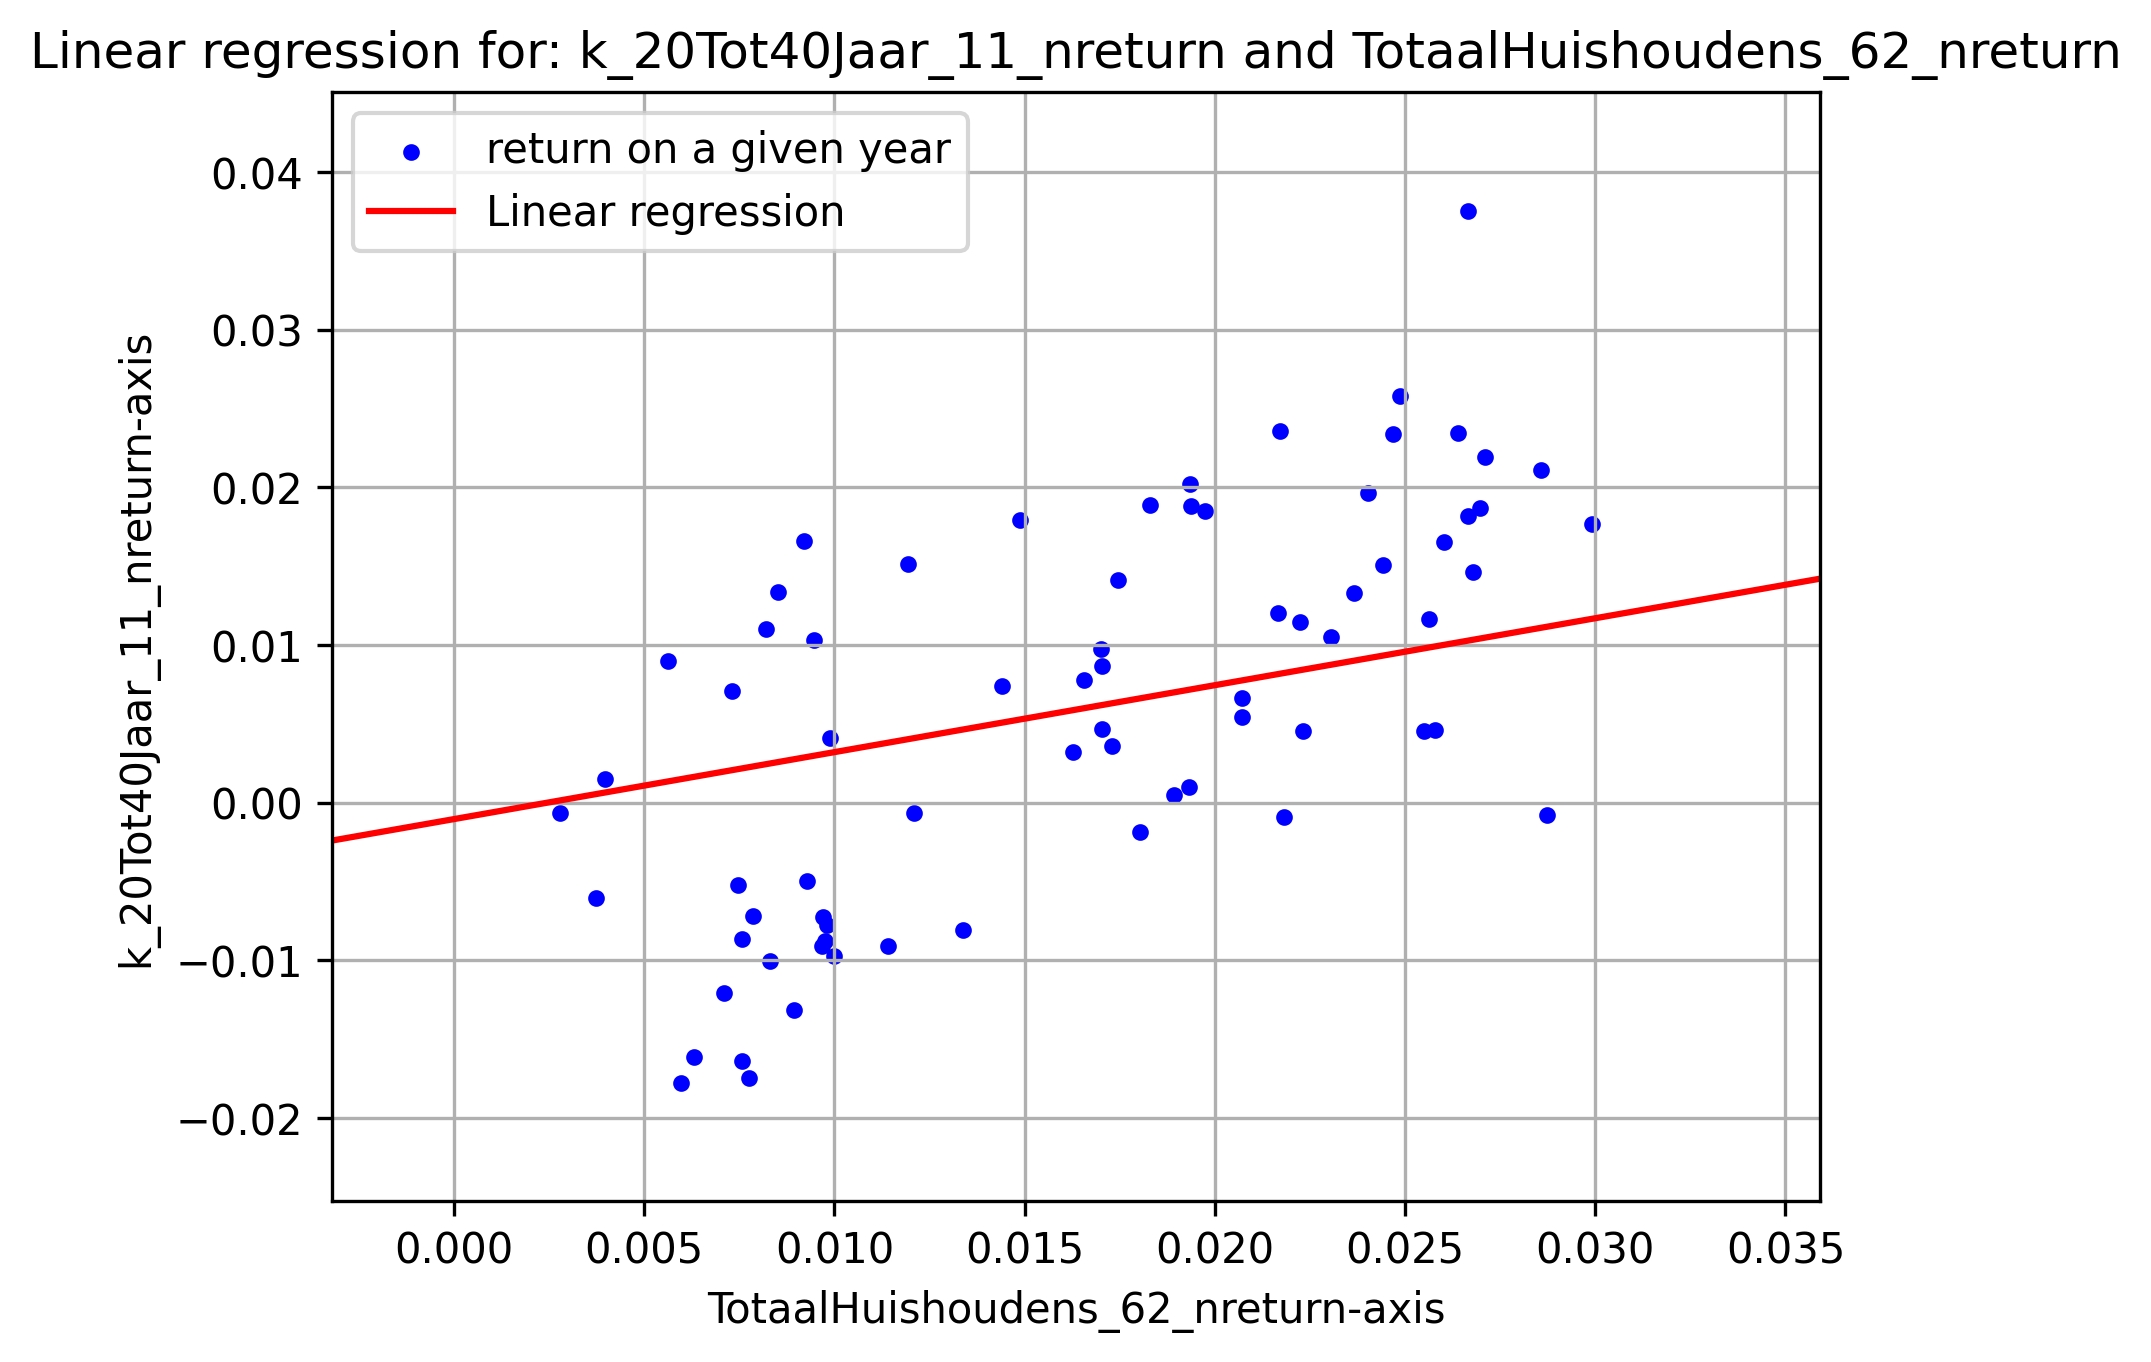 Linear regression for: k_20Tot40Jaar_11_nreturn and TotaalHuishoudens_62_nreturn
return on a given year
Linear regression
k_20Tot40Jaar_11_nreturn-axis
0.04
0.03
0.02
0.01
0.00
−0.01
−0.02
0.000 0.005 0.010 0.015 0.020 0.025 0.030 0.035
TotaalHuishoudens_62_nreturn-axis